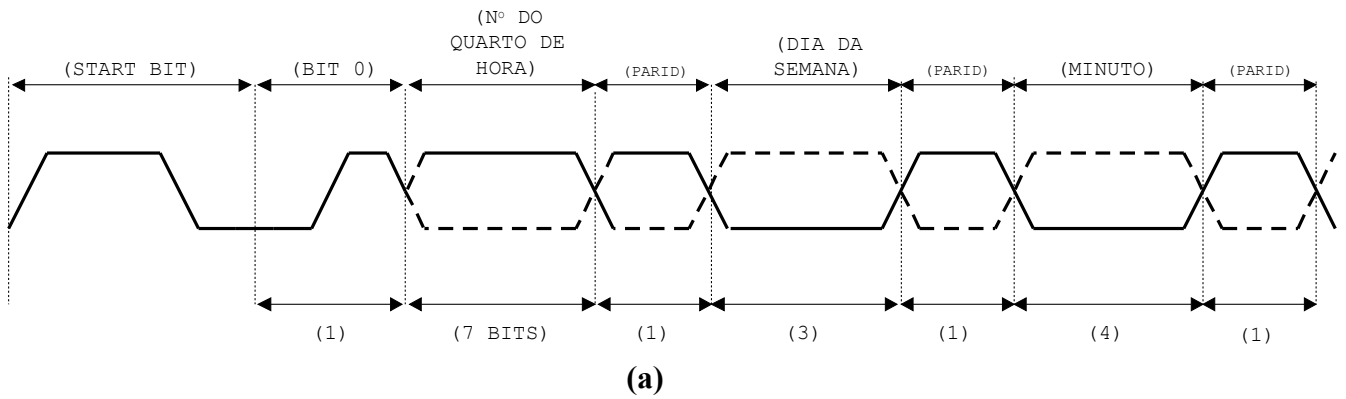 (Nº DO
QUARTO DE
HORA)
(START BIT)
(BIT 0)
(PARID)
(DIA DA
SEMANA)
(PARID)
(MINUTO)
(PARID)
(1)
(7 BITS)
(1)
(3)
(1)
(4)
(1)
(a)